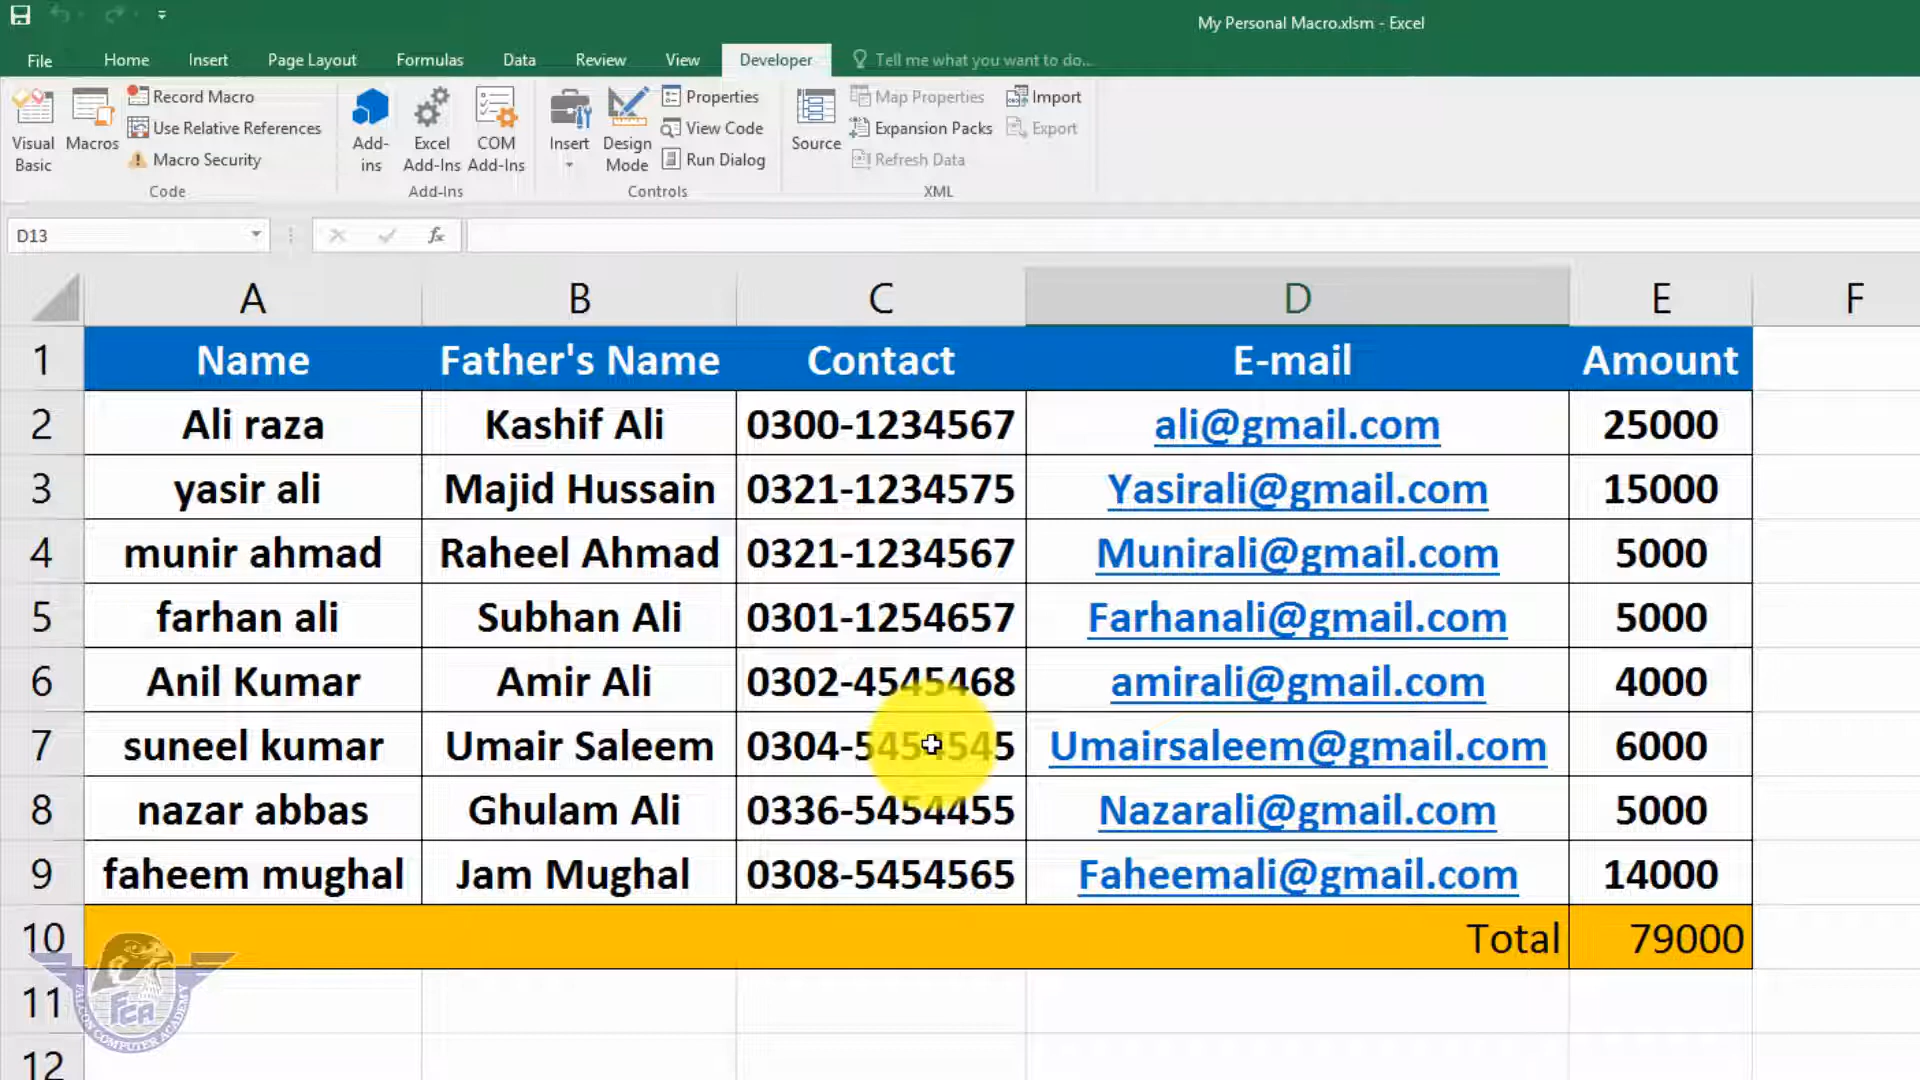 My Personal Macro.xlsm - Excel
File Home Insert Page Layout Formulas Data Review View Developer Tell me what you want to do...
Visual Basic
Macros
Record Macro
Use Relative References
Macro Security
Code
Add-ins
Excel Add-Ins
COM Add-Ins
Add-Ins
Insert
Design Mode
Properties
View Code
Run Dialog
Controls
Source
Map Properties
Expansion Packs
Refresh Data
Import
Export
XML
D13 fx
A B C D E F
1 Name Father's Name Contact E-mail Amount
2 Ali raza Kashif Ali 0300-1234567 ali@gmail.com 25000
3 yasir ali Majid Hussain 0321-1234575 Yasirali@gmail.com 15000
4 munir ahmad Raheel Ahmad 0321-1234567 Munirali@gmail.com 5000
5 farhan ali Subhan Ali 0301-1254657 Farhanali@gmail.com 5000
6 Anil Kumar Amir Ali 0302-4545468 amirali@gmail.com 4000
7 suneel kumar Umair Saleem 0304-5454545 Umairsaleem@gmail.com 6000
8 nazar abbas Ghulam Ali 0336-5454455 Nazarali@gmail.com 5000
9 faheem mughal Jam Mughal 0308-5454565 Faheemali@gmail.com 14000
10 Total 79000
11
12
FCA
FALCON COMPUTER ACADEMY